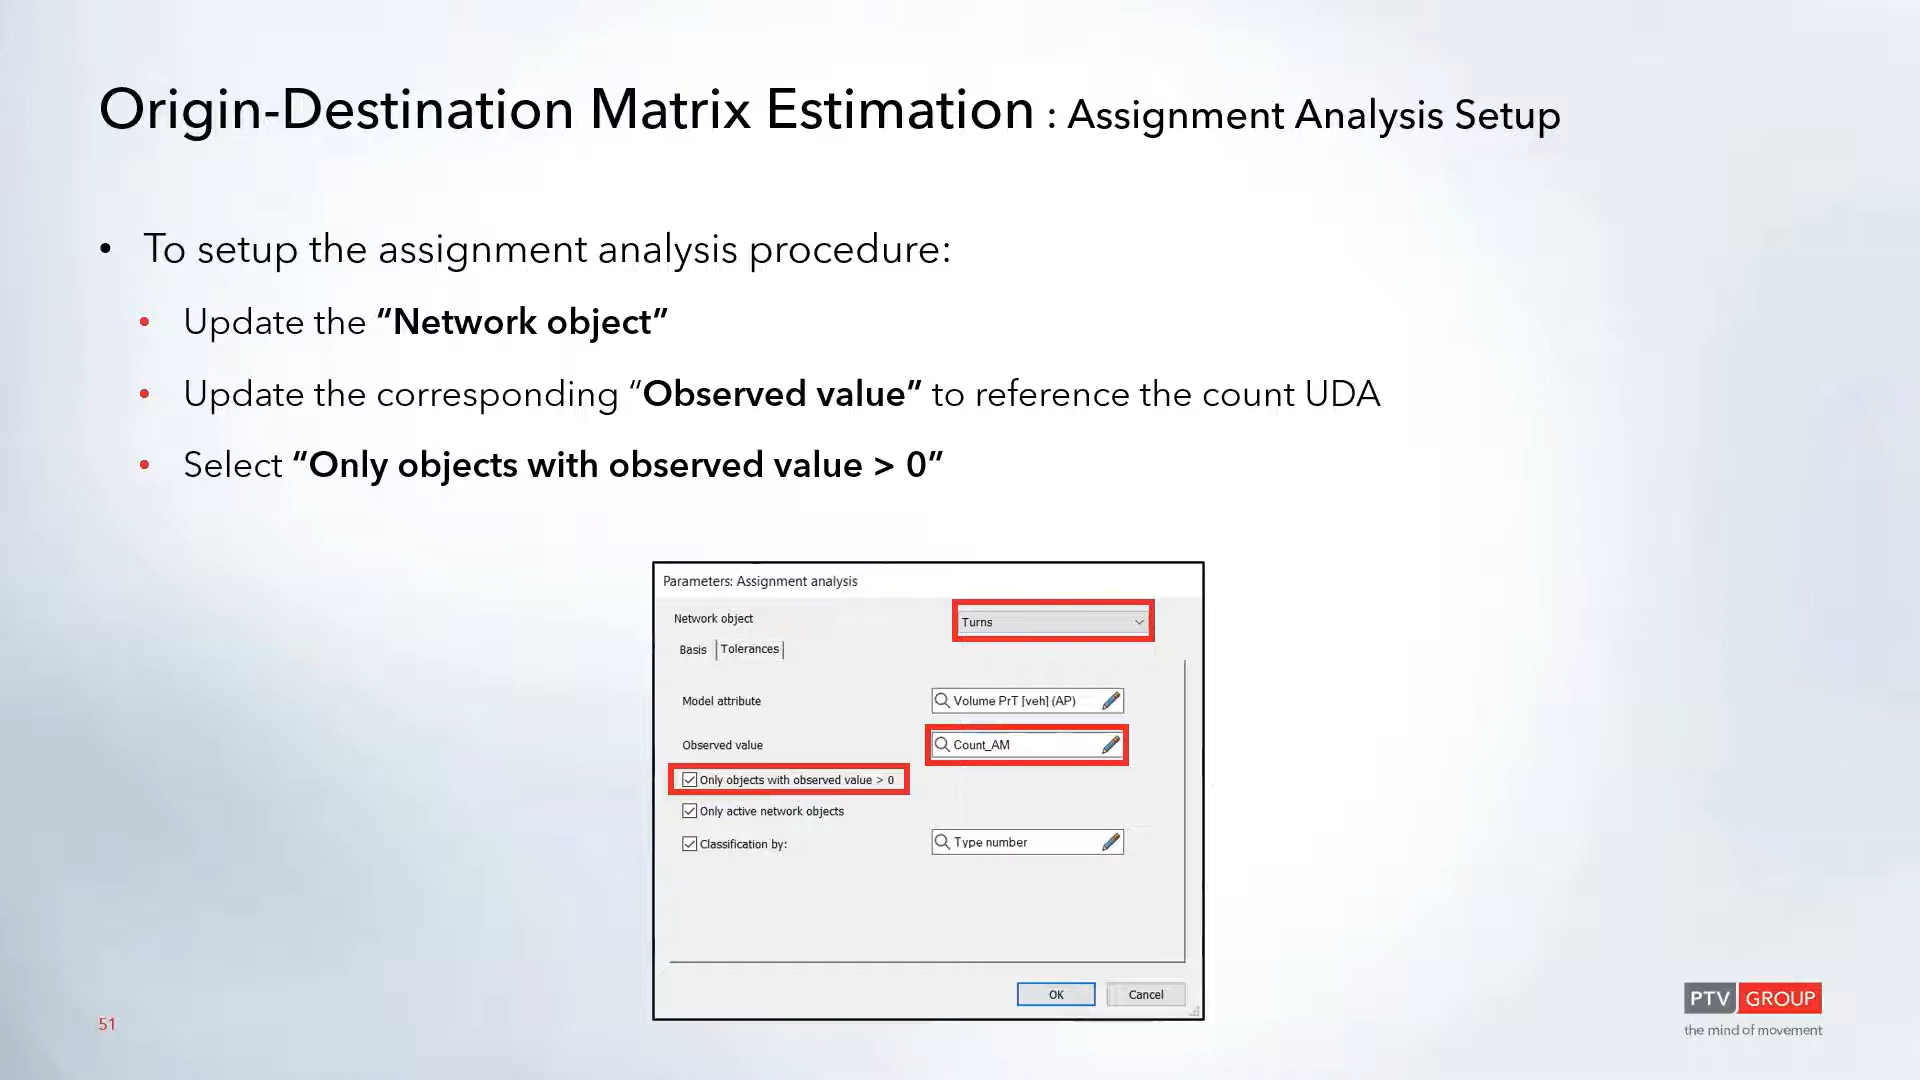 Origin-Destination Matrix Estimation : Assignment Analysis Setup
• To setup the assignment analysis procedure:
• Update the “Network object”
• Update the corresponding “Observed value” to reference the count UDA
• Select “Only objects with observed value > 0”
Parameters: Assignment analysis
Network object Turns
Basis Tolerances
Model attribute Volume PrT [veh] (AP)
Observed value Count_AM
Only objects with observed value > 0
Only active network objects
Classification by: Type number
OK Cancel
51
PTV GROUP
the mind of movement